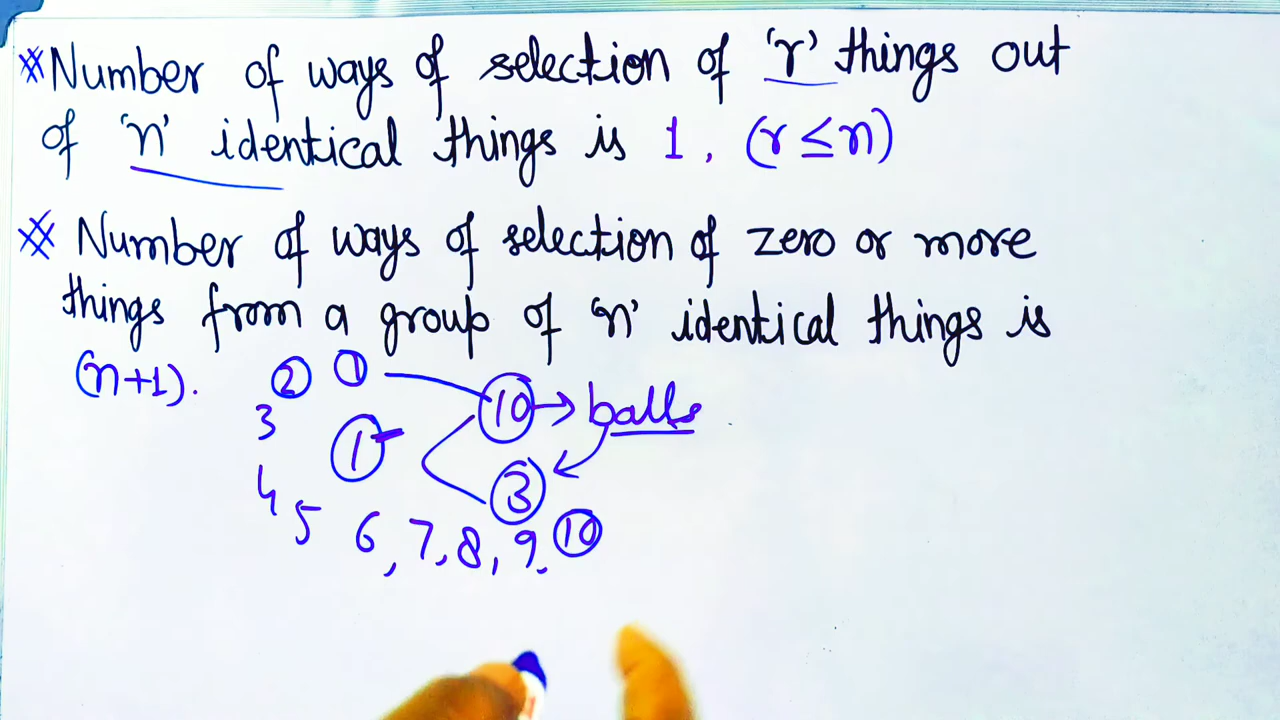 ※Number of ways of selection of 'r' things out
of 'n' identical things is 1, (r ≤ n)
※ Number of ways of selection of zero or more
things from a group of 'n' identical things is
(n+1).
2 1
10 → balls
3
1
3
4
5 6, 7, 8, 9, 10